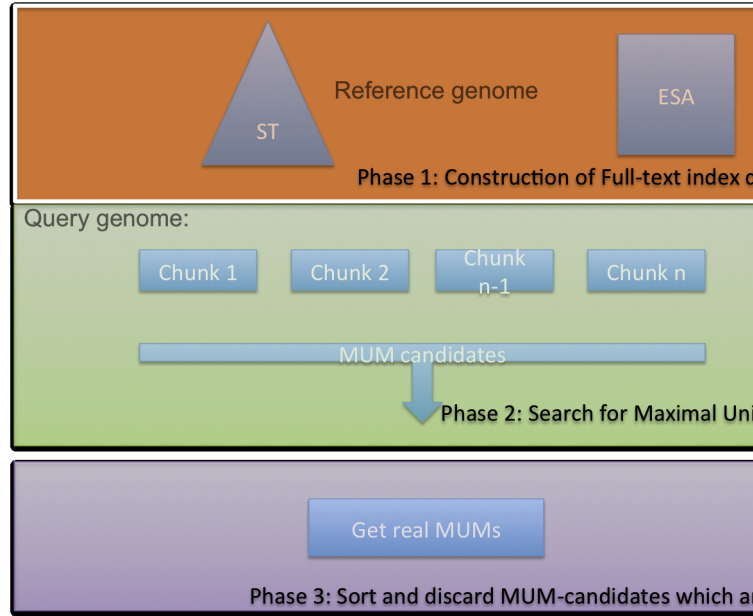 Reference genome
ST
ESA
Phase 1: Construction of Full-text index
Query genome:
Chunk 1
Chunk 2
Chunk
n-1
Chunk n
MUM candidates
Phase 2: Search for Maximal Uni
Get real MUMs
Phase 3: Sort and discard MUM-candidates which a